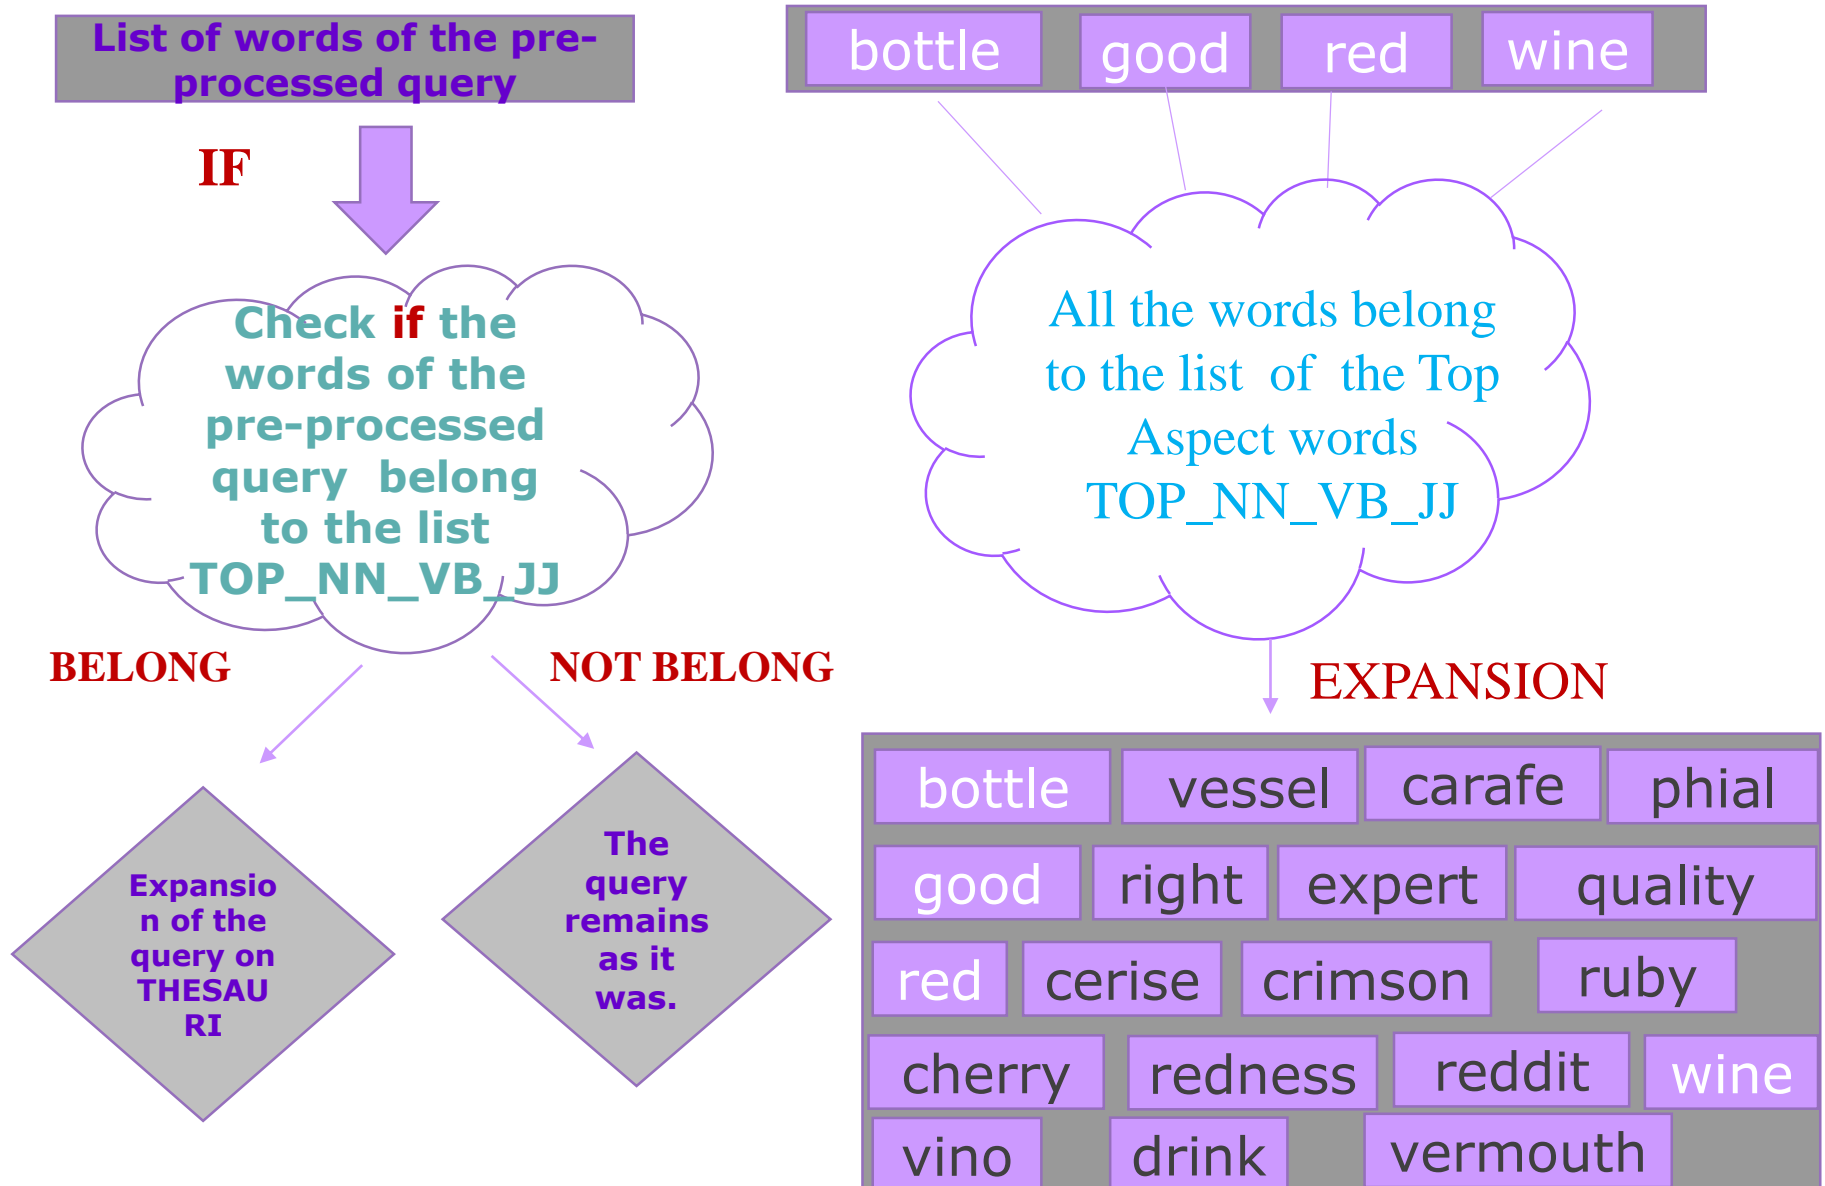 List of words of the pre-
processed query
IF
Check if the
words of the
pre-processed
query belong
to the list
TOP_NN_VB_JJ
BELONG
NOT BELONG
Expansio
n of the
query on
THESAU
RI
The
query
remains
as it
was.
bottle good red wine
All the words belong
to the list of the Top
Aspect words
TOP_NN_VB_JJ
EXPANSION
bottle vessel carafe phial
good right expert quality
red cerise crimson ruby
cherry redness reddit wine
vino drink vermouth